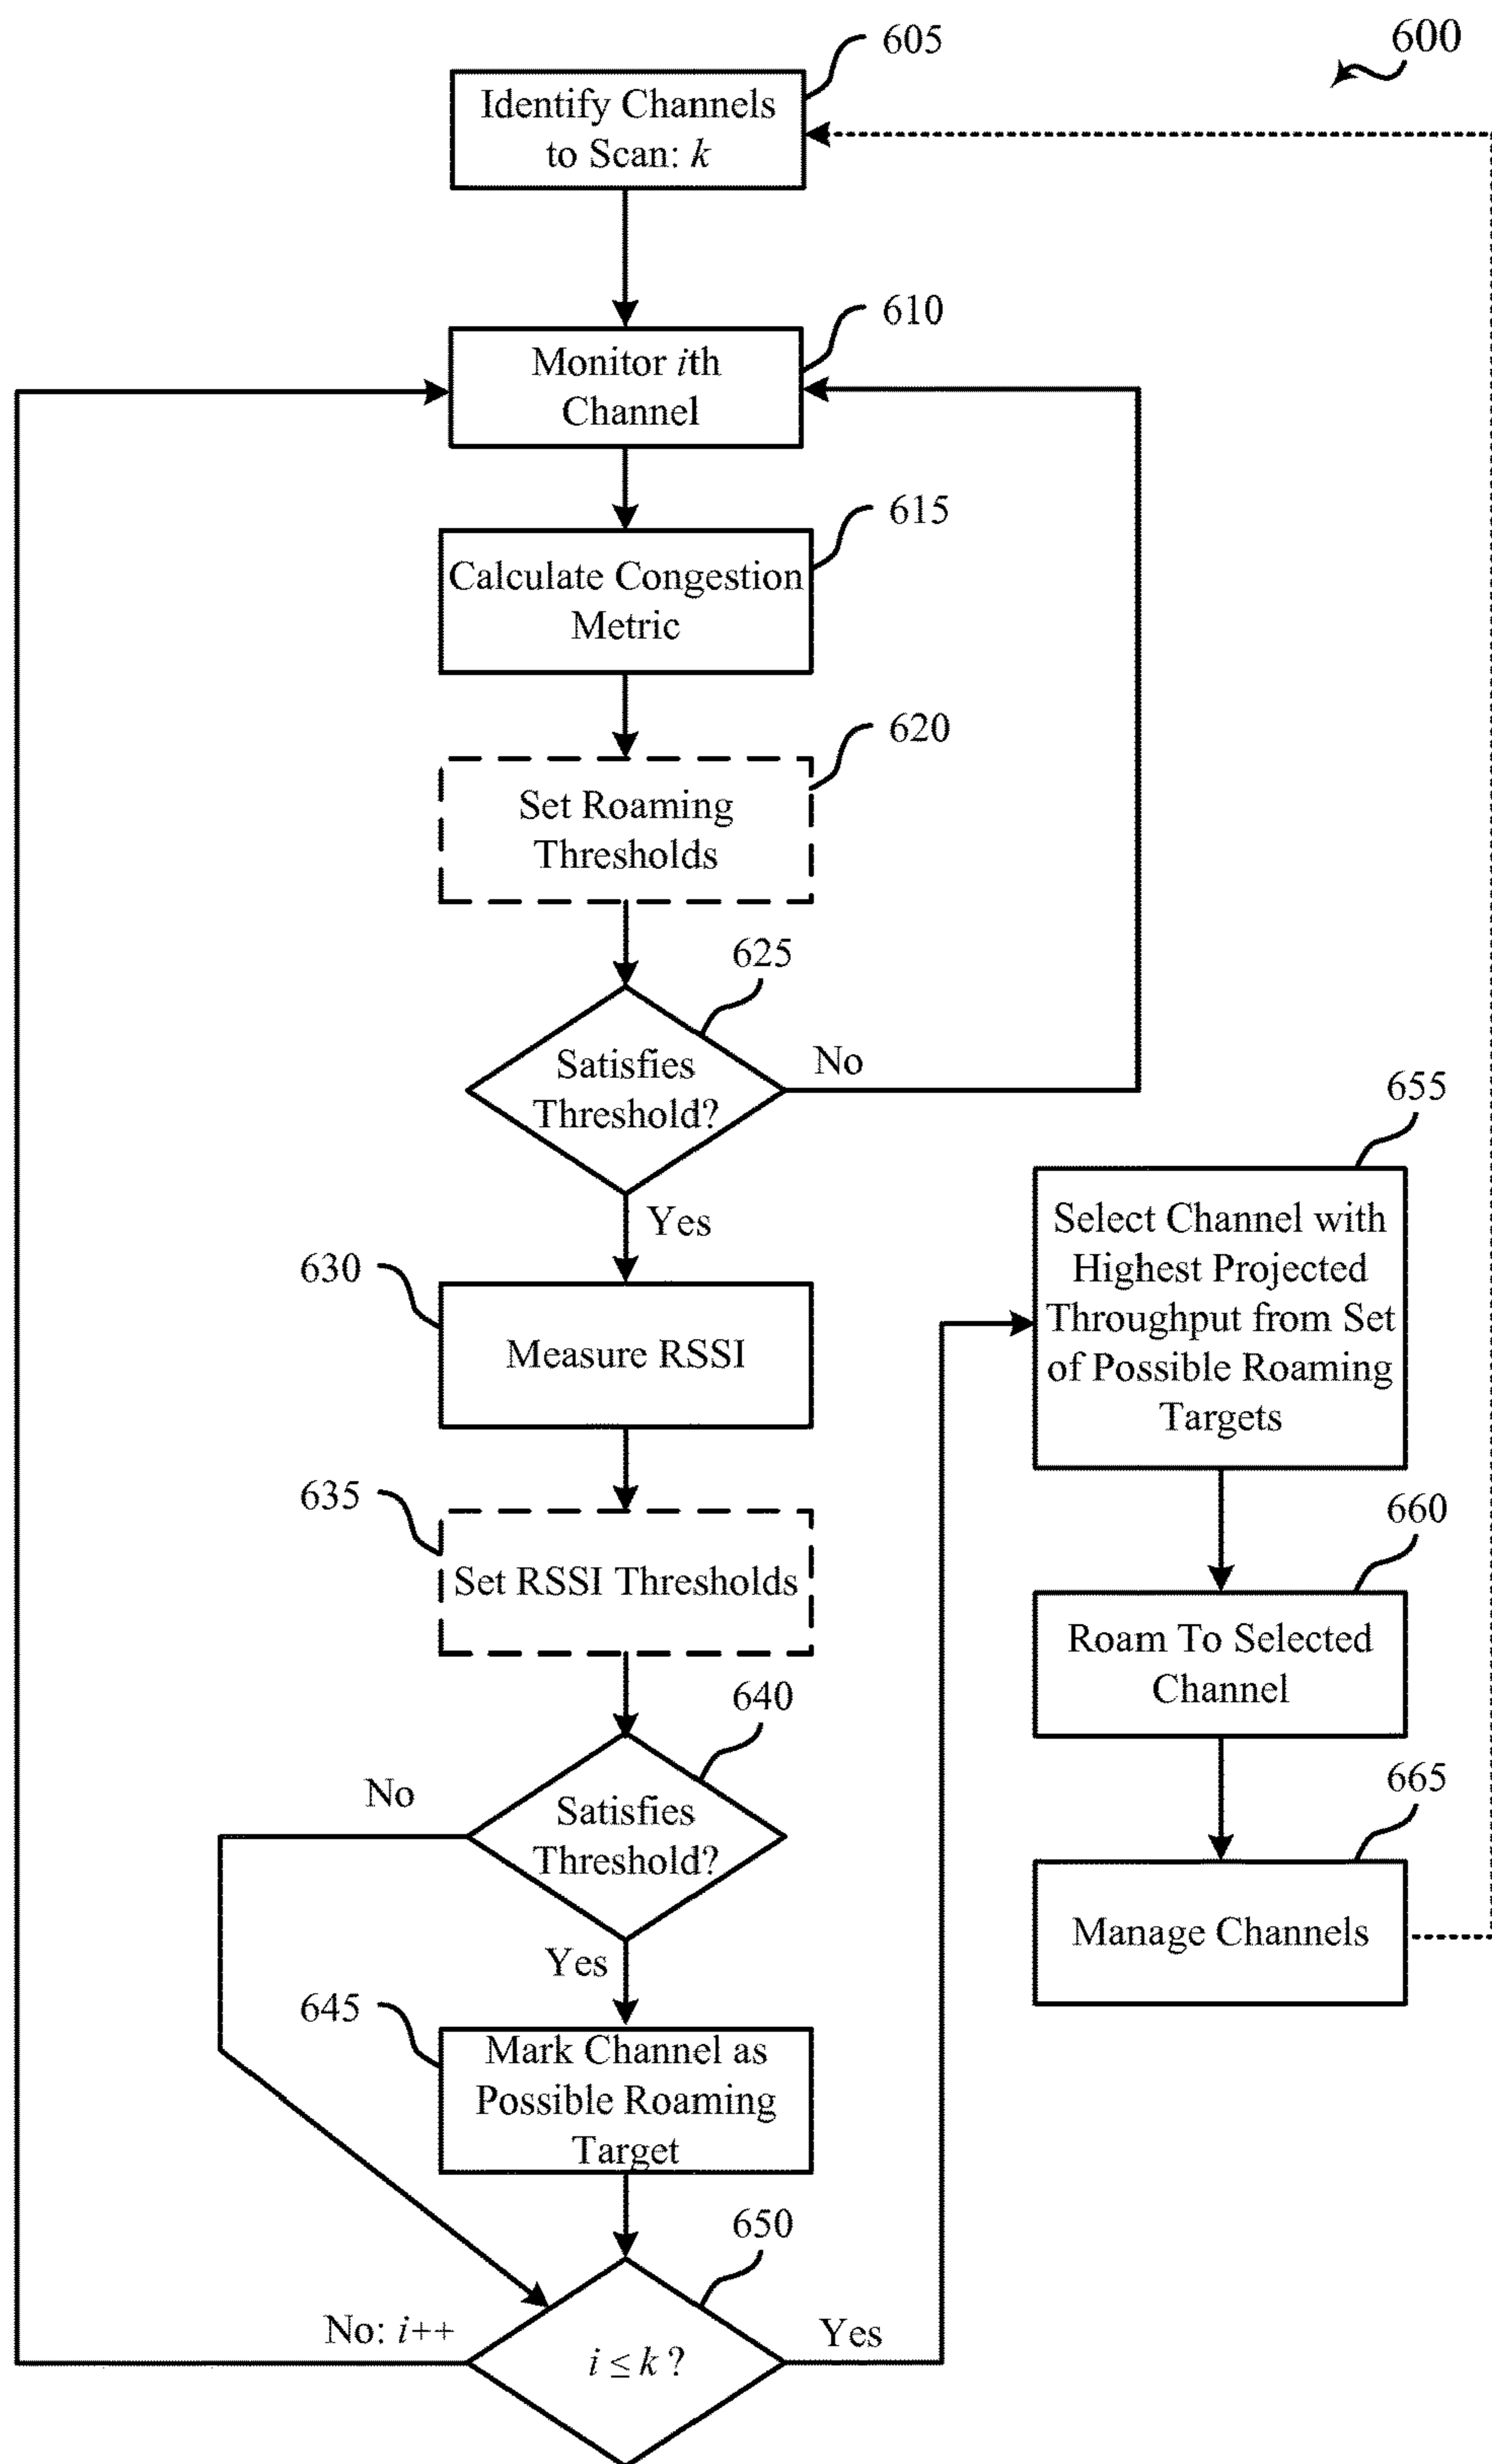 600
605
Identify Channels
to Scan: k
610
Monitor ith
Channel
615
Calculate Congestion
Metric
620
Set Roaming
Thresholds
625
Satisfies
Threshold?
No
Yes
630
Measure RSSI
635
Set RSSI Thresholds
640
Satisfies
Threshold?
No
Yes
645
Mark Channel as
Possible Roaming
Target
650
i ≤ k ?
No: i++
Yes
655
Select Channel with
Highest Projected
Throughput from Set
of Possible Roaming
Targets
660
Roam To Selected
Channel
665
Manage Channels